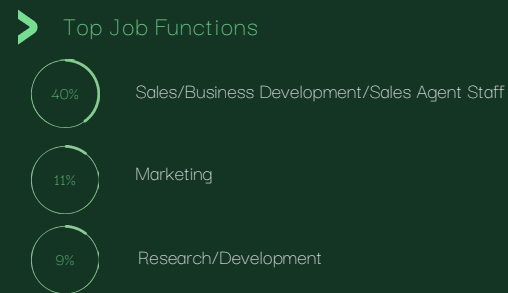 Top Job Functions
40% Sales/Business Development/Sales Agent Staff
11% Marketing
9% Research/Development